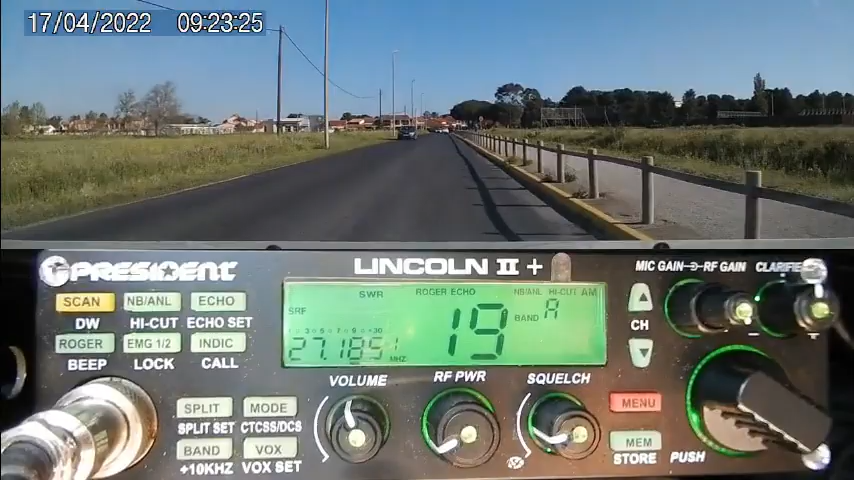 17/04/2022 09:23:25
PRESIDENT LINCOLN II + MIC GAIN RF GAIN CLARIFIER
SCAN NB/ANL ECHO
DW HI-CUT ECHO SET
ROGER EMG 1/2 INDIC
BEEP LOCK CALL
SWR ROGER ECHO NB/ANL HI-CUT AM
SRF
19 BAND A
27.185 MHZ
CH
VOLUME RF PWR SQUELCH
SPLIT MODE
SPLIT SET CTCSS/DCS
BAND VOX
+10KHZ VOX SET
MENU
MEM
STORE PUSH